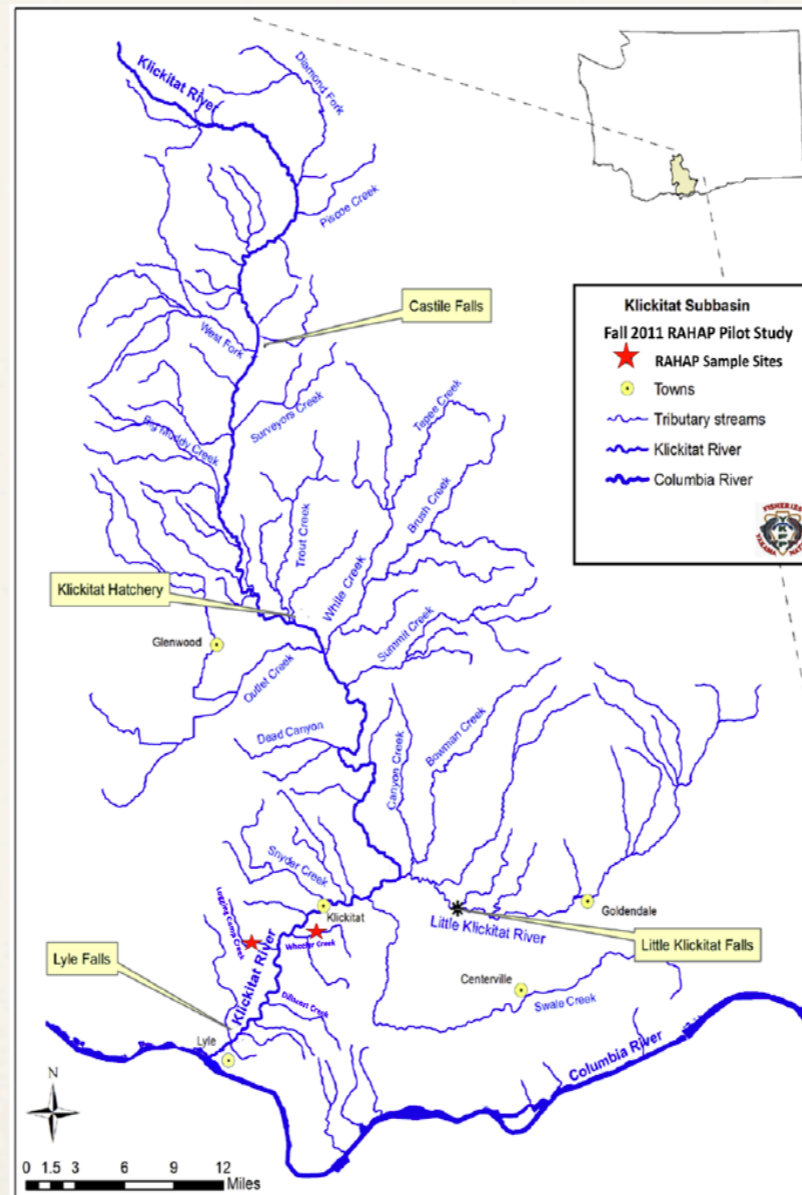 Klickitat River
Diamond Fork
Piscoe Creek
Castile Falls
West Fork
Surveyors Creek
Big Muddy Creek
Tepee Creek
Brush Creek
Trout Creek
White Creek
Klickitat Hatchery
Glenwood
Summit Creek
Outlet Creek
Dead Canyon
Canyon Creek
Bowman Creek
Snyder Creek
Klickitat
Goldendale
Logging Camp Creek
Wheeler Creek
Little Klickitat River
Little Klickitat Falls
Lyle Falls
Klickitat River
Dillacort Creek
Centerville
Swale Creek
Lyle
Columbia River
N
0 1.5 3 6 9 12
Miles
Klickitat Subbasin
Fall 2011 RAHAP Pilot Study
RAHAP Sample Sites
Towns
Tributary streams
Klickitat River
Columbia River
FISHERIES
YKFP
YAKAMA